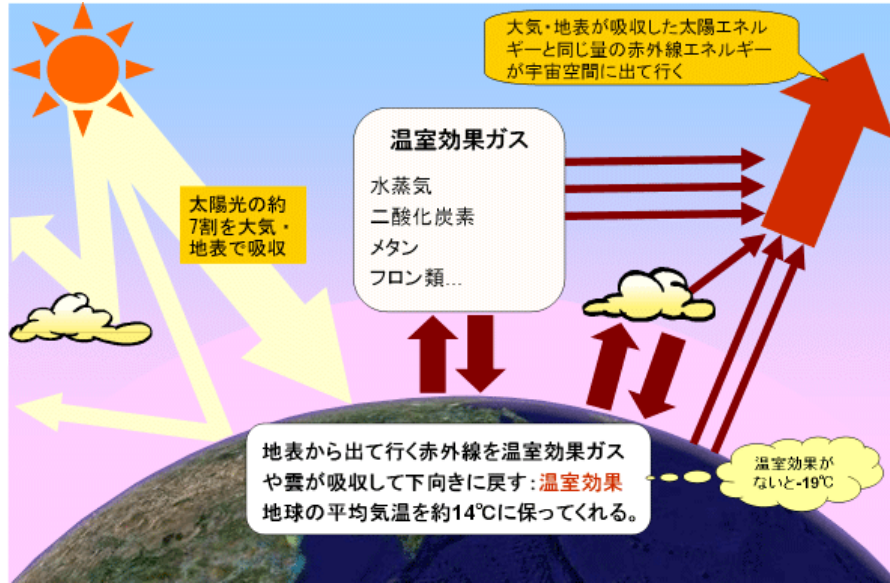 大気・地表が吸収した太陽エネル
ギーと同じ量の赤外線エネルギー
が宇宙空間に出て行く
温室効果ガス
水蒸気
二酸化炭素
メタン
フロン類...
太陽光の約
7割を大気・
地表で吸収
地表から出て行く赤外線を温室効果ガス
や雲が吸収して下向きに戻す：温室効果
地球の平均気温を約14℃に保ってくれる。
温室効果が
ないと-19℃